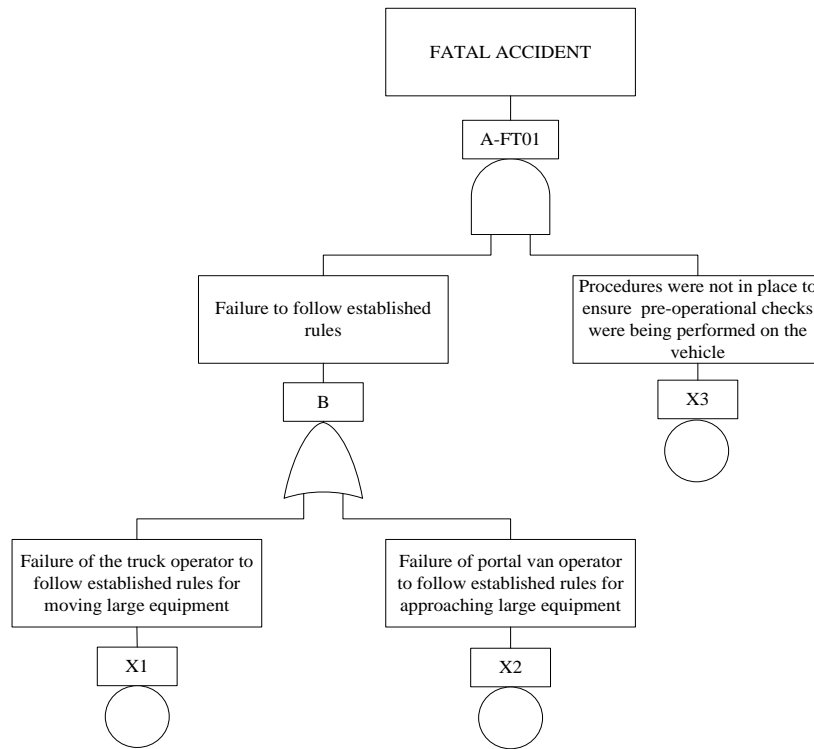 FATAL ACCIDENT
A-FT01
Failure to follow established
rules
Procedures were not in place to
ensure pre-operational checks
were being performed on the
vehicle
B
X3
Failure of the truck operator to
follow established rules for
moving large equipment
Failure of portal van operator
to follow established rules for
approaching large equipment
X1
X2